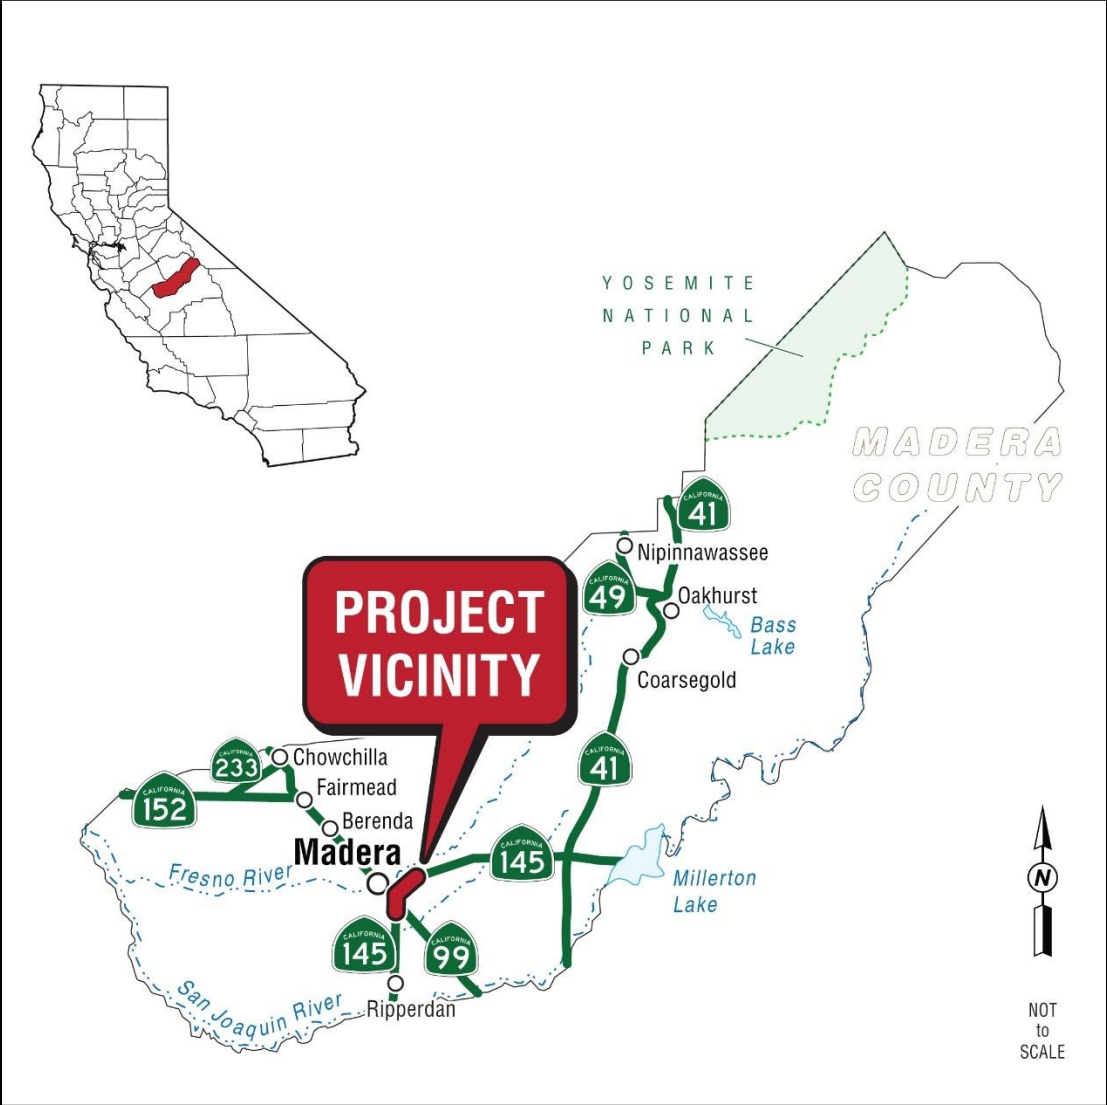 YOSEMITE
NATIONAL
PARK
MADERA
COUNTY
CALIFORNIA
41
Nipinnawassee
CALIFORNIA
49
Oakhurst
Bass
Lake
Coarsegold
PROJECT
VICINITY
CALIFORNIA
41
CALIFORNIA
233
Chowchilla
CALIFORNIA
152
Fairmead
Berenda
Madera
CALIFORNIA
145
Fresno River
Millerton
Lake
N
CALIFORNIA
145
CALIFORNIA
99
San Joaquin River
Ripperdan
NOT
to
SCALE